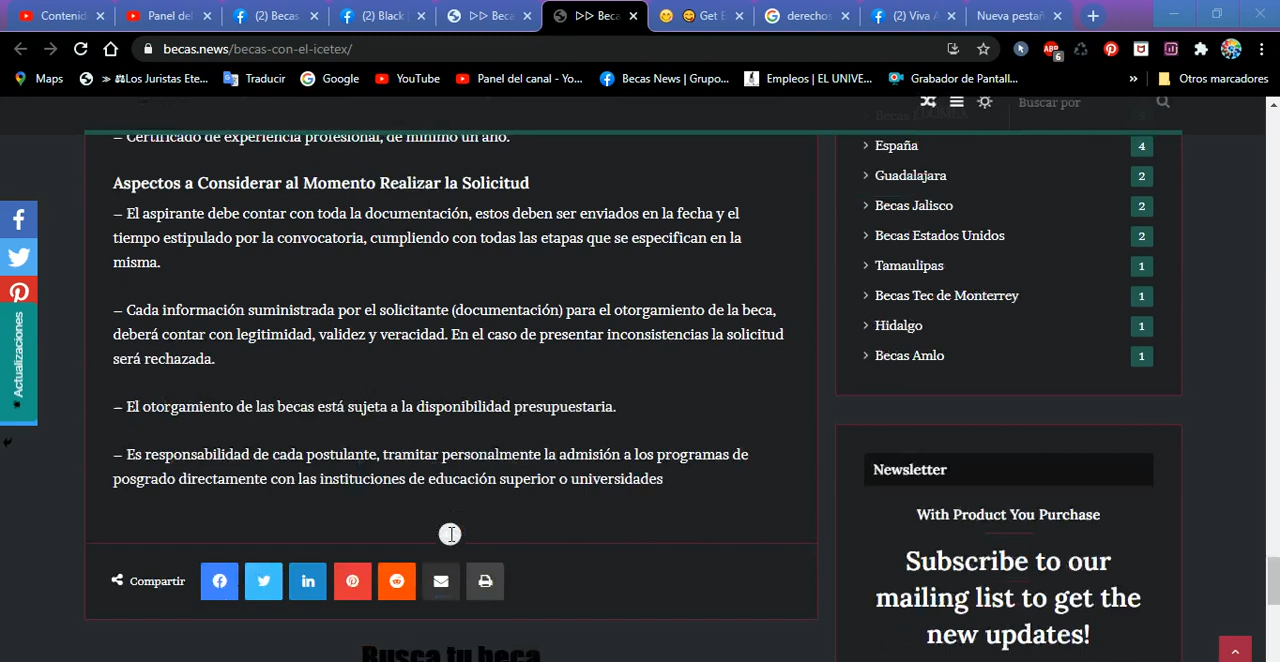 Contenid
Panel del
(2) Becas
(2) Black
>> Beca
>> Beca
Get E
derechos
(2) Viva A
Nueva pestañ
becas.news/becas-con-el-icetex/
6
Maps
» ⚖Los Juristas Ete...
Traducir
Google
YouTube
Panel del canal - Yo...
Becas News | Grupo...
Empleos | EL UNIVE...
Grabador de Pantall...
»
Otros marcadores
Buscar por
– Certificado de experiencia profesional, de mínimo un año.
Aspectos a Considerar al Momento Realizar la Solicitud
– El aspirante debe contar con toda la documentación, estos deben ser enviados en la fecha y el
tiempo estipulado por la convocatoria, cumpliendo con todas las etapas que se especifican en la
misma.
– Cada información suministrada por el solicitante (documentación) para el otorgamiento de la beca,
deberá contar con legitimidad, validez y veracidad. En el caso de presentar inconsistencias la solicitud
será rechazada.
– El otorgamiento de las becas está sujeta a la disponibilidad presupuestaria.
– Es responsabilidad de cada postulante, tramitar personalmente la admisión a los programas de
posgrado directamente con las instituciones de educación superior o universidades
Compartir
Busca tu beca
Actualizaciones
Becas EDOMEX
España 4
Guadalajara 2
Becas Jalisco 2
Becas Estados Unidos 2
Tamaulipas 1
Becas Tec de Monterrey 1
Hidalgo 1
Becas Amlo 1
Newsletter
With Product You Purchase
Subscribe to our
mailing list to get the
new updates!